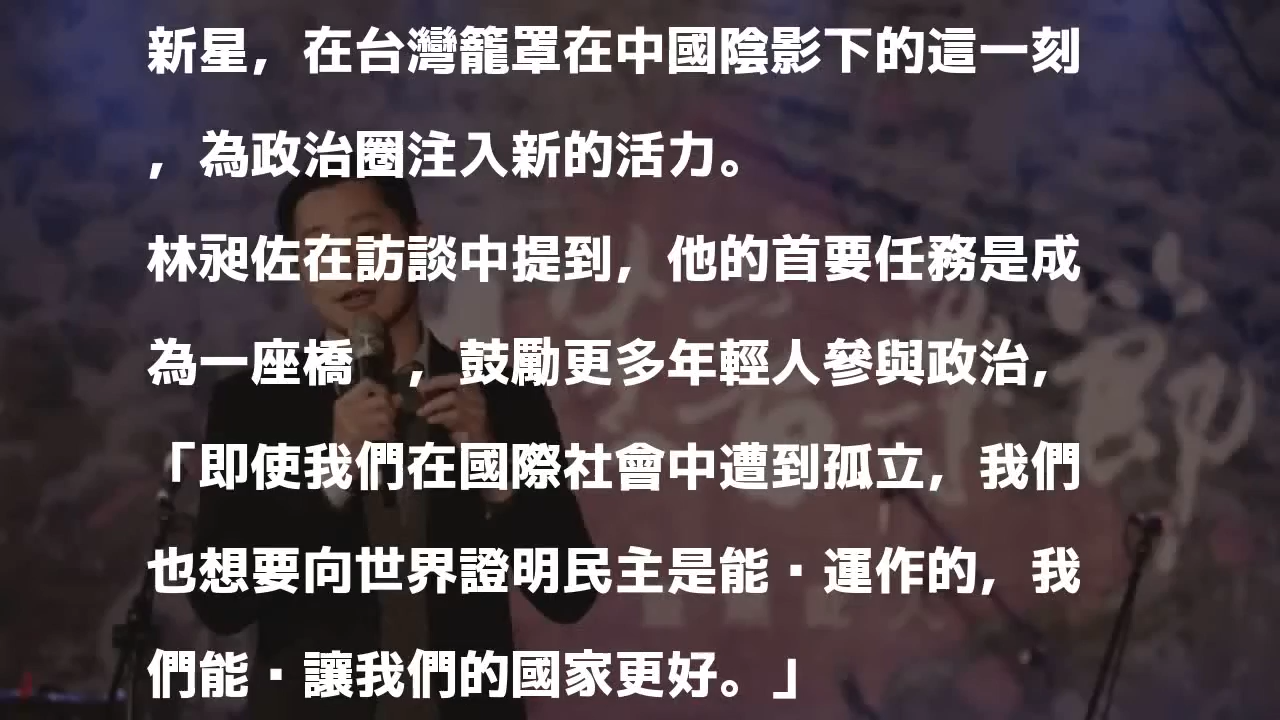 新星，在台灣籠罩在中國陰影下的這一刻
，為政治圈注入新的活力。
林昶佐在訪談中提到，他的首要任務是成
為一座橋　，鼓勵更多年輕人參與政治，
「即使我們在國際社會中遭到孤立，我們
也想要向世界證明民主是能·運作的，我
們能·讓我們的國家更好。」